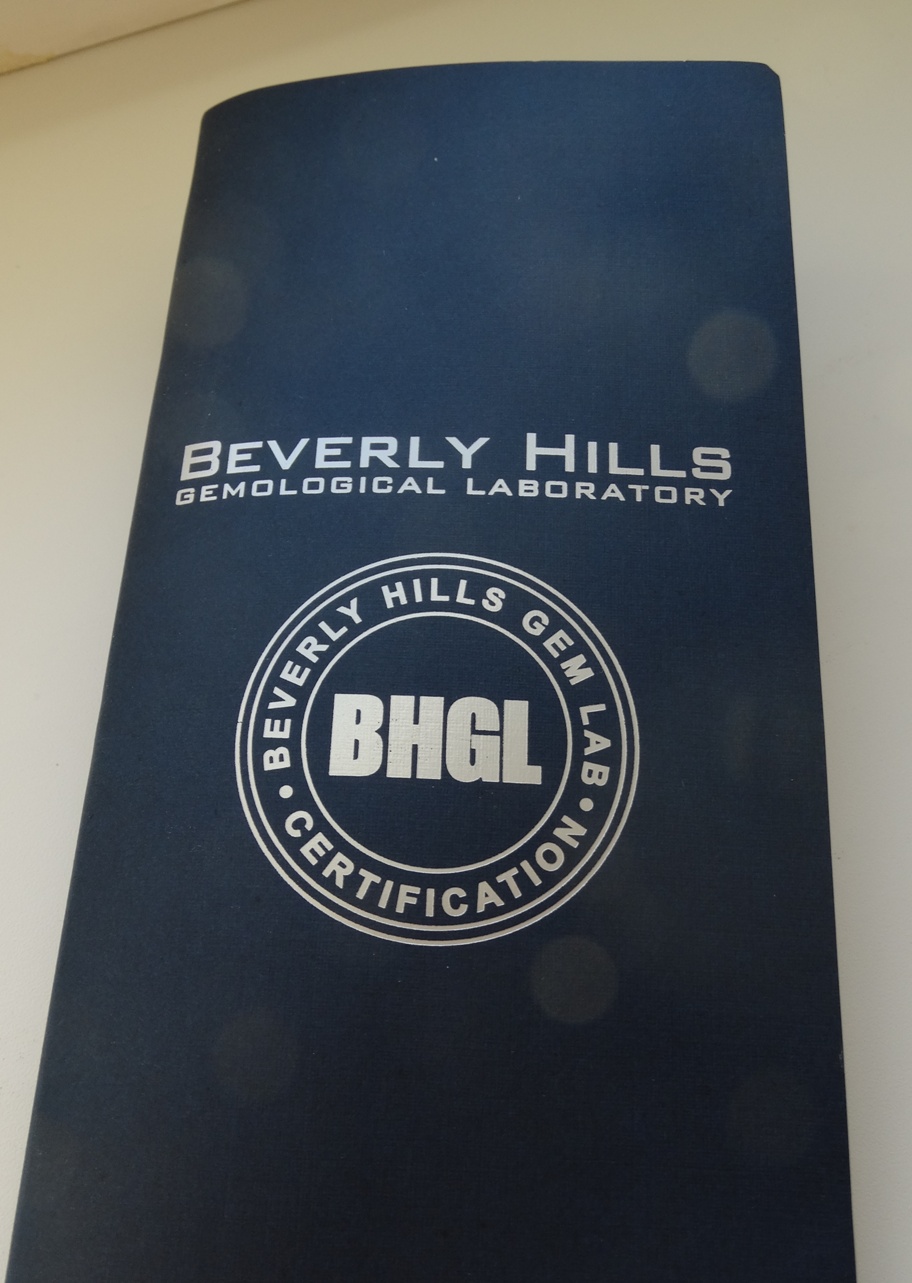 BEVERLY HILLS
GEMOLOGICAL LABORATORY
BEVERLY HILLS GEM LAB
BHGL
• CERTIFICATION •